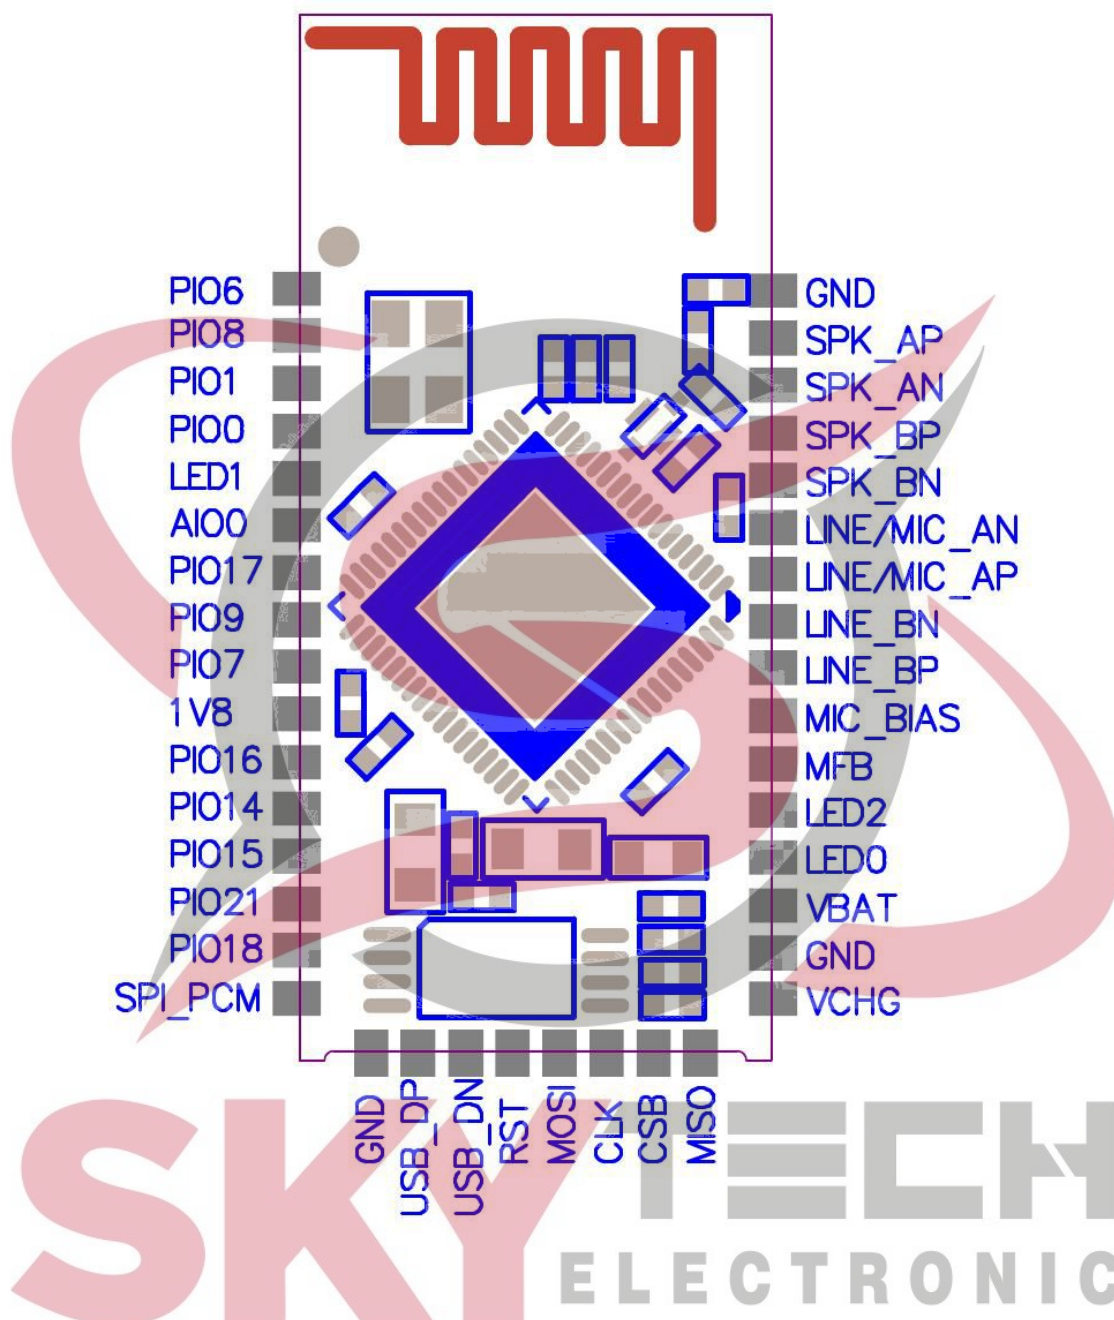 PIO6
PIO8
PIO1
PIO0
LED1
AIO0
PIO17
PIO9
PIO7
1V8
PIO16
PIO14
PIO15
PIO21
PIO18
SPI_PCM
GND
SPK_AP
SPK_AN
SPK_BP
SPK_BN
LINE/MIC_AN
LINE/MIC_AP
LINE_BN
LINE_BP
MIC_BIAS
MFB
LED2
LED0
VBAT
GND
VCHG
GND
USB_DP
USB_DN
RST
MOSI
CLK
CSB
MISO
SKYTECH
ELECTRONIC